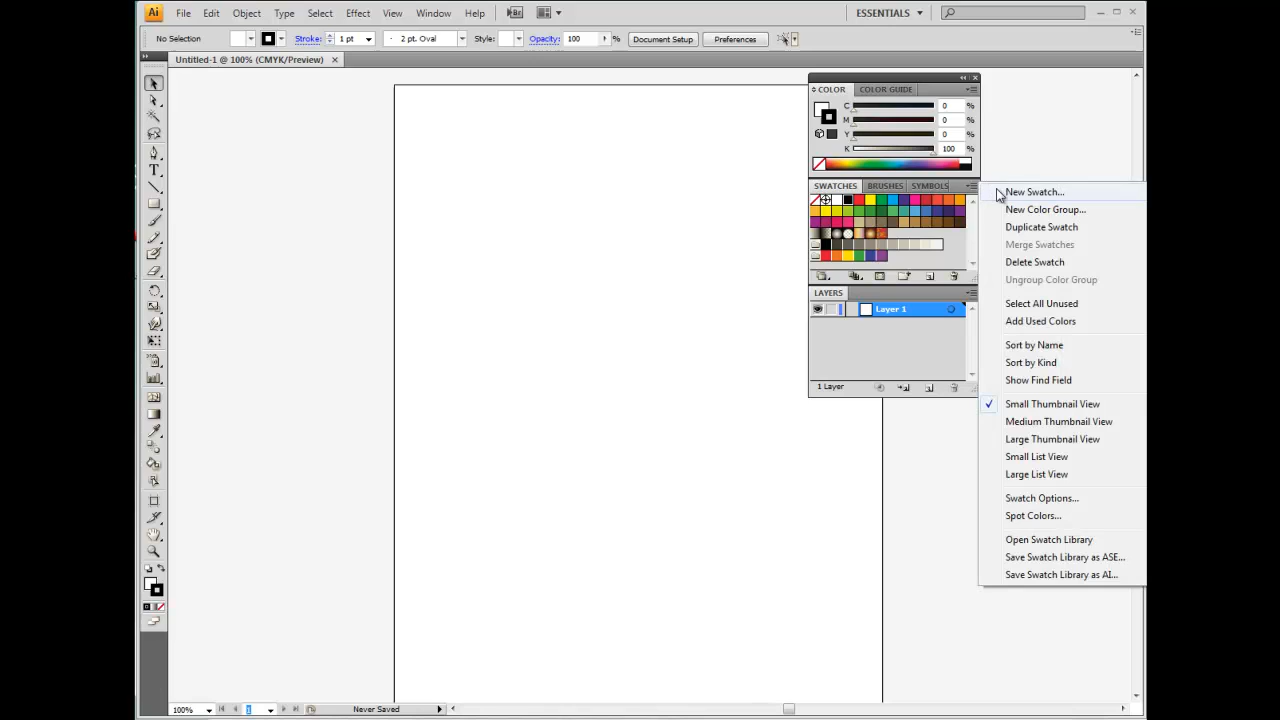 Ai File Edit Object Type Select Effect View Window Help Br ESSENTIALS
No Selection Stroke: 1 pt 2 pt. Oval Style: Opacity: 100 % Document Setup Preferences
Untitled-1 @ 100% (CMYK/Preview)
COLOR COLOR GUIDE
C 0 %
M 0 %
Y 0 %
K 100 %
SWATCHES BRUSHES SYMBOLS
LAYERS
Layer 1
1 Layer
New Swatch...
New Color Group...
Duplicate Swatch
Merge Swatches
Delete Swatch
Ungroup Color Group
Select All Unused
Add Used Colors
Sort by Name
Sort by Kind
Show Find Field
Small Thumbnail View
Medium Thumbnail View
Large Thumbnail View
Small List View
Large List View
Swatch Options...
Spot Colors...
Open Swatch Library
Save Swatch Library as ASE...
Save Swatch Library as AI...
100% 1 Never Saved